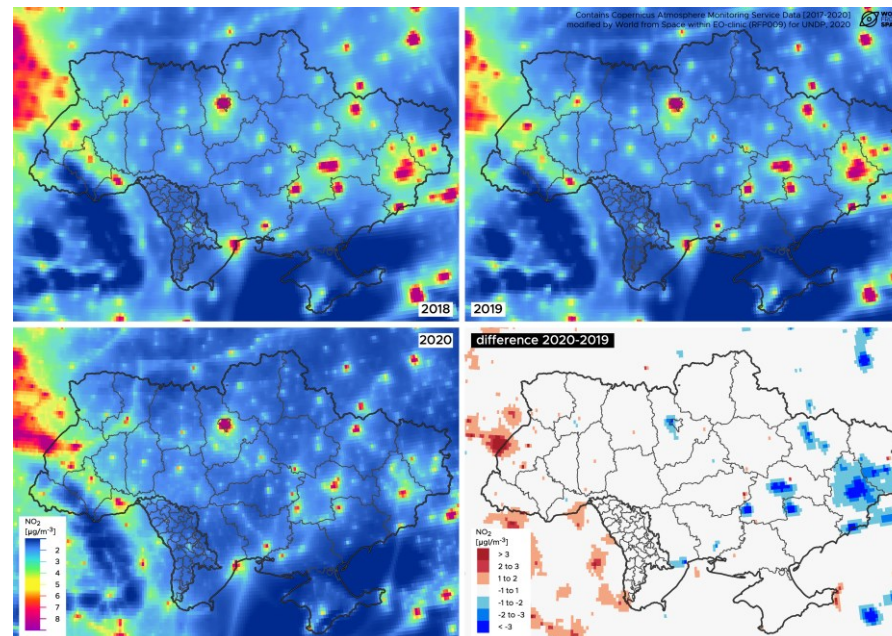 Contains Copernicus Atmosphere Monitoring Service Data [2017-2020]
modified by World from Space within EO-clinic (RFP009) for UNDP, 2020
2018
2019
2020
NO₂
[µg/m⁻³]
2
3
4
5
6
7
8
difference 2020-2019
NO₂
[µg/m⁻³]
> 3
2 to 3
1 to 2
-1 to 1
-1 to -2
-2 to -3
< -3